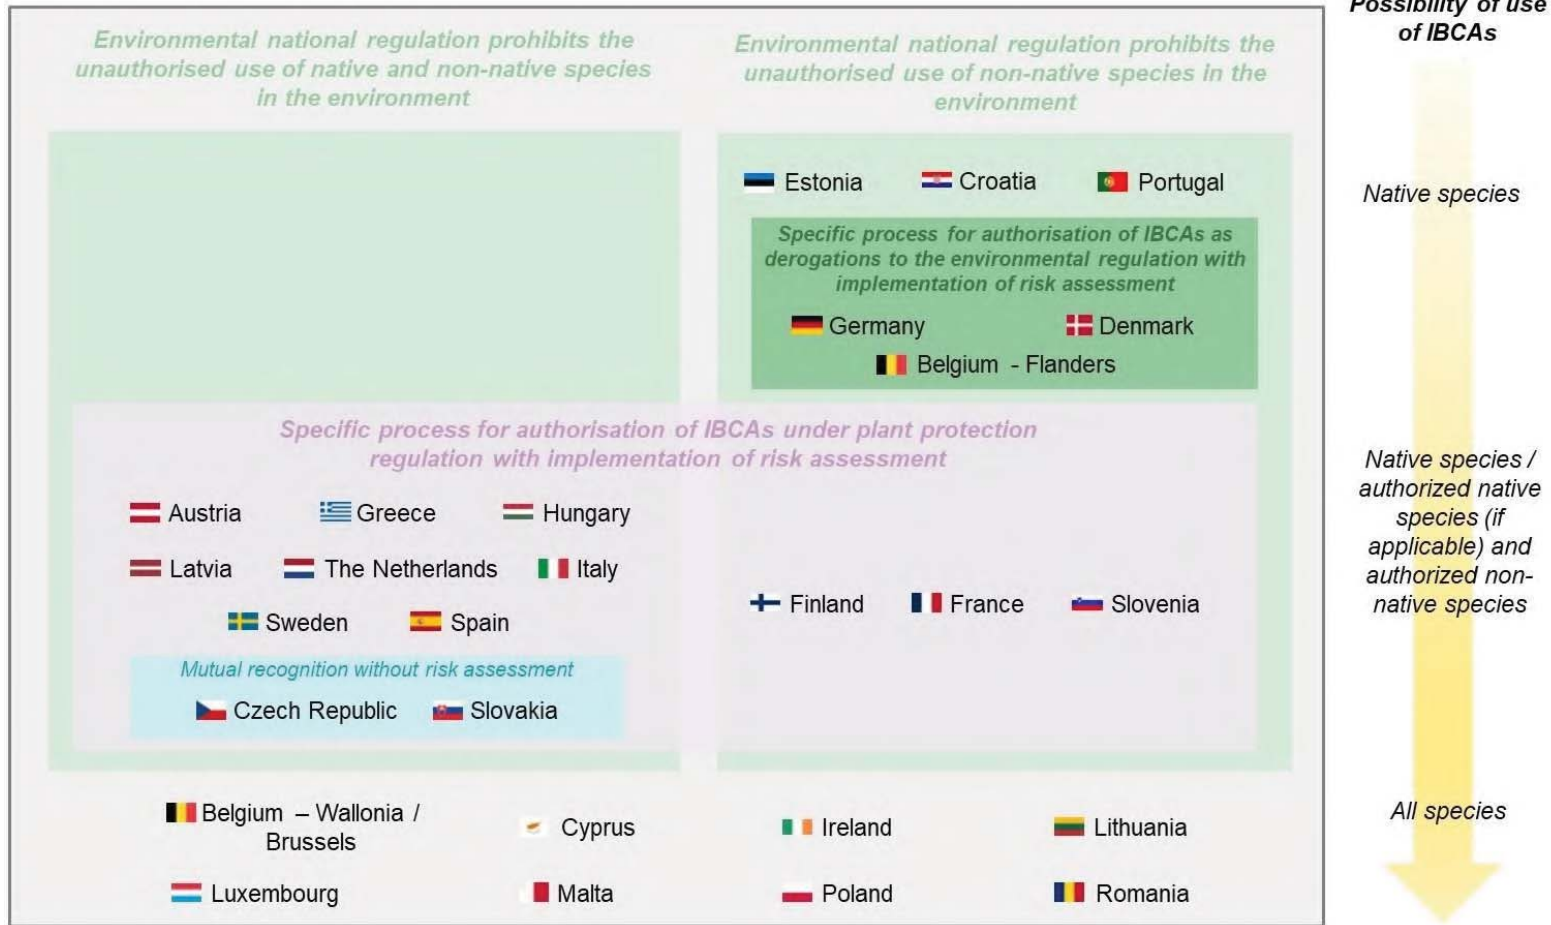 Possibility of use
of IBCAs
Environmental national regulation prohibits the
unauthorised use of native and non-native species
in the environment
Environmental national regulation prohibits the
unauthorised use of non-native species in the
environment
Estonia
Croatia
Portugal
Native species
Specific process for authorisation of IBCAs as
derogations to the environmental regulation with
implementation of risk assessment
Germany
Denmark
Belgium - Flanders
Specific process for authorisation of IBCAs under plant protection
regulation with implementation of risk assessment
Austria
Greece
Hungary
Latvia
The Netherlands
Italy
Sweden
Spain
Mutual recognition without risk assessment
Czech Republic
Slovakia
Finland
France
Slovenia
Native species /
authorized native
species (if
applicable) and
authorized non-
native species
Belgium – Wallonia /
Brussels
Cyprus
Ireland
Lithuania
Luxembourg
Malta
Poland
Romania
All species